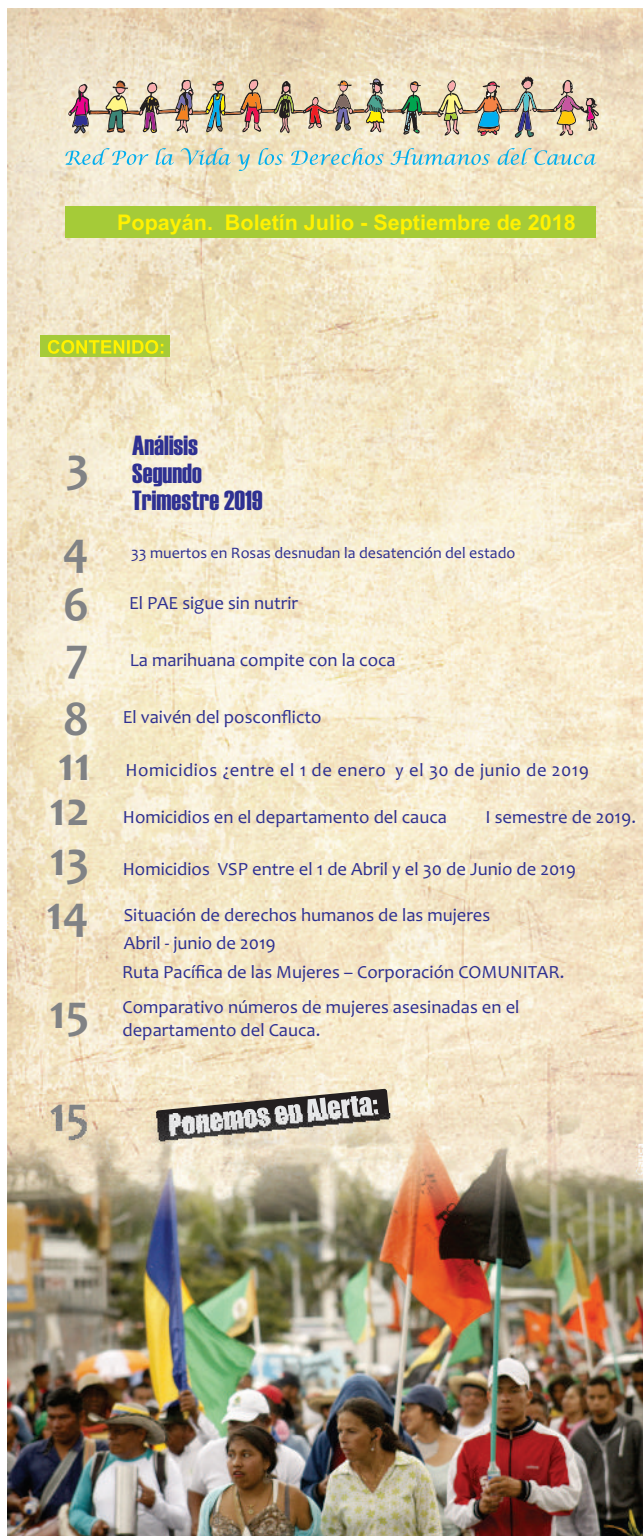 Red Por la Vida y los Derechos Humanos del Cauca
Popayán. Boletín Julio - Septiembre de 2018
CONTENIDO:
3 Análisis
Segundo
Trimestre 2019
4 33 muertos en Rosas desnudan la desatención del estado
6 El PAE sigue sin nutrir
7 La marihuana compite con la coca
8 El vaivén del posconflicto
11 Homicidios ¿entre el 1 de enero y el 30 de junio de 2019
12 Homicidios en el departamento del cauca I semestre de 2019.
13 Homicidios VSP entre el 1 de Abril y el 30 de Junio de 2019
14 Situación de derechos humanos de las mujeres
Abril - junio de 2019
Ruta Pacífica de las Mujeres – Corporación COMUNITAR.
15 Comparativo números de mujeres asesinadas en el
departamento del Cauca.
15 Ponemos en Alerta: